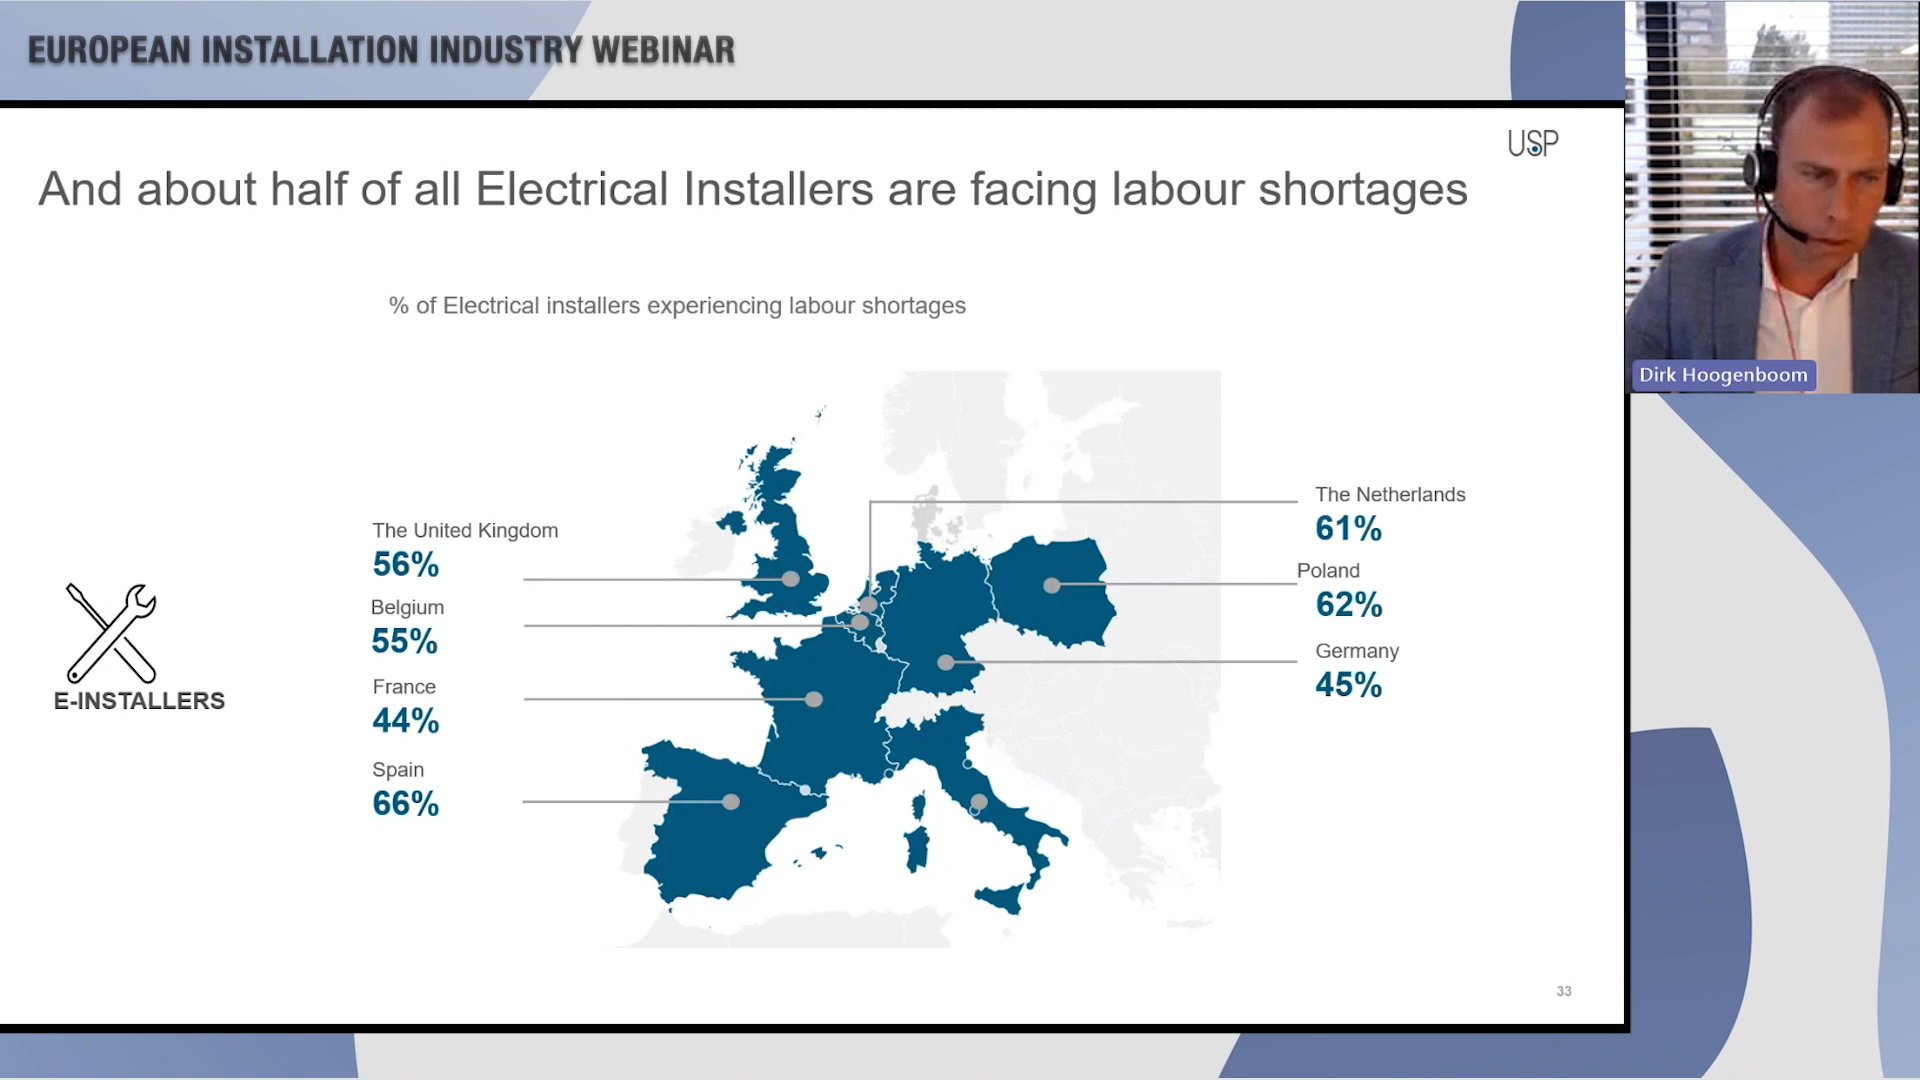 EUROPEAN INSTALLATION INDUSTRY WEBINAR
USP
And about half of all Electrical Installers are facing labour shortages
Dirk Hoogenboom
% of Electrical installers experiencing labour shortages
The United Kingdom
56%
Belgium
55%
France
44%
Spain
66%
The Netherlands
61%
Poland
62%
Germany
45%
E-INSTALLERS
33